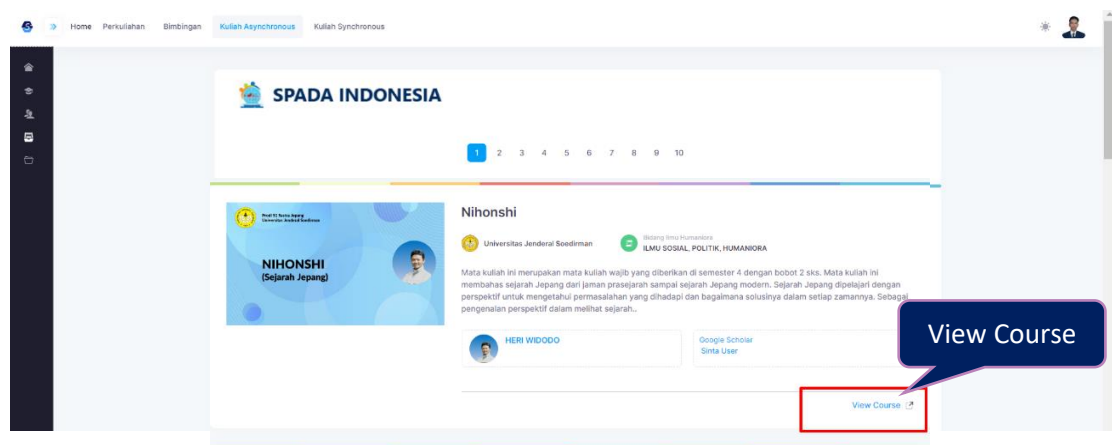 Home Perkuliahan Bimbingan Kuliah Asynchronous Kuliah Synchronous
SPADA INDONESIA
1 2 3 4 5 6 7 8 9 10
NIHONSHI
(Sejarah Jepang)
Nihonshi
Universitas Jenderal Soedirman
Bidang Ilmu Humaniora
ILMU SOSIAL, POLITIK, HUMANIORA
Mata kuliah ini merupakan mata kuliah wajib yang diberikan di semester 4 dengan bobot 2 sks. Mata kuliah ini
membahas sejarah Jepang dari jaman prasejarah sampai sejarah Jepang modern. Sejarah Jepang dipelajari dengan
perspektif untuk mengetahui permasalahan yang dihadapi dan bagaimana solusinya dalam setiap zamannya. Sebagai
pengenalan perspektif dalam melihat sejarah..
HERI WIDODO
Google Scholar
Sinta User
View Course
View Course